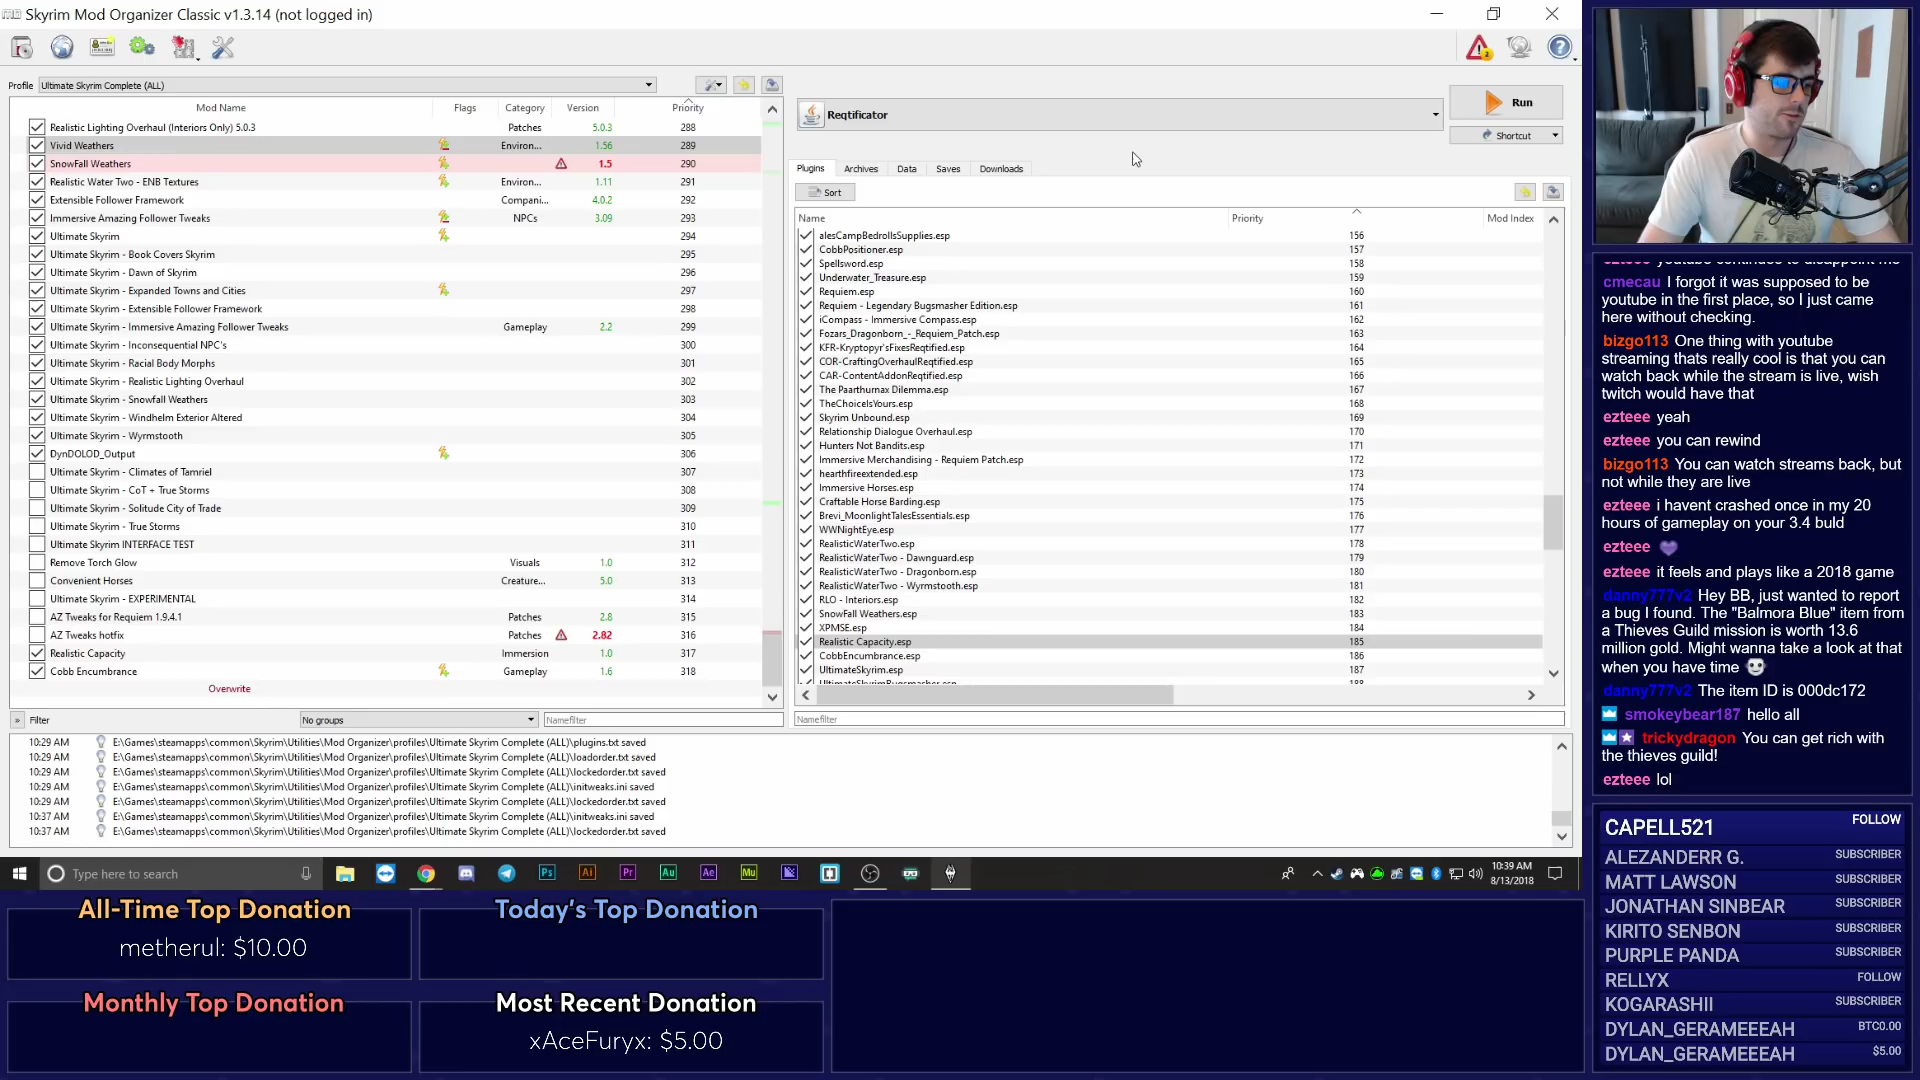 Skyrim Mod Organizer Classic v1.3.14 (not logged in)
Profile Ultimate Skyrim Complete (ALL)
Mod Name Flags Category Version Priority
Realistic Lighting Overhaul (Interiors Only) 5.0.3 Patches 5.0.3 288
Vivid Weathers Environ... 1.56 289
SnowFall Weathers 1.5 290
Realistic Water Two - ENB Textures Environ... 1.11 291
Extensible Follower Framework Compani... 4.0.2 292
Immersive Amazing Follower Tweaks NPCs 3.09 293
Ultimate Skyrim 294
Ultimate Skyrim - Book Covers Skyrim 295
Ultimate Skyrim - Dawn of Skyrim 296
Ultimate Skyrim - Expanded Towns and Cities 297
Ultimate Skyrim - Extensible Follower Framework 298
Ultimate Skyrim - Immersive Amazing Follower Tweaks Gameplay 2.2 299
Ultimate Skyrim - Inconsequential NPC's 300
Ultimate Skyrim - Racial Body Morphs 301
Ultimate Skyrim - Realistic Lighting Overhaul 302
Ultimate Skyrim - Snowfall Weathers 303
Ultimate Skyrim - Windhelm Exterior Altered 304
Ultimate Skyrim - Wyrmstooth 305
DynDOLOD_Output 306
Ultimate Skyrim - Climates of Tamriel 307
Ultimate Skyrim - CoT + True Storms 308
Ultimate Skyrim - Solitude City of Trade 309
Ultimate Skyrim - True Storms 310
Ultimate Skyrim INTERFACE TEST 311
Remove Torch Glow Visuals 1.0 312
Convenient Horses Creature... 5.0 313
Ultimate Skyrim - EXPERIMENTAL 314
AZ Tweaks for Requiem 1.9.4.1 Patches 2.8 315
AZ Tweaks hotfix Patches 2.82 316
Realistic Capacity Immersion 1.0 317
Cobb Encumbrance Gameplay 1.6 318
Overwrite
» Filter No groups Namefilter
Reqtificator
Run
Shortcut
Plugins Archives Data Saves Downloads
Sort
Name Priority Mod Index
alesCampBedrollsSupplies.esp 156
CobbPositioner.esp 157
Spellsword.esp 158
Underwater_Treasure.esp 159
Requiem.esp 160
Requiem - Legendary Bugsmasher Edition.esp 161
iCompass - Immersive Compass.esp 162
Fozars_Dragonborn_-_Requiem_Patch.esp 163
KFR-Kryptopyr'sFixesReqtified.esp 164
COR-CraftingOverhaulReqtified.esp 165
CAR-ContentAddonReqtified.esp 166
The Paarthurnax Dilemma.esp 167
TheChoiceIsYours.esp 168
Skyrim Unbound.esp 169
Relationship Dialogue Overhaul.esp 170
Hunters Not Bandits.esp 171
Immersive Merchandising - Requiem Patch.esp 172
hearthfireextended.esp 173
Immersive Horses.esp 174
Craftable Horse Barding.esp 175
Brevi_MoonlightTalesEssentials.esp 176
WWNightEye.esp 177
RealisticWaterTwo.esp 178
RealisticWaterTwo - Dawnguard.esp 179
RealisticWaterTwo - Dragonborn.esp 180
RealisticWaterTwo - Wyrmstooth.esp 181
RLO - Interiors.esp 182
SnowFall Weathers.esp 183
XPMSE.esp 184
Realistic Capacity.esp 185
CobbEncumbrance.esp 186
UltimateSkyrim.esp 187
UltimateSkyrimBugsmasher.esp 188
Namefilter
10:29 AM E:\Games\steamapps\common\Skyrim\Utilities\Mod Organizer\profiles\Ultimate Skyrim Complete (ALL)\plugins.txt saved
10:29 AM E:\Games\steamapps\common\Skyrim\Utilities\Mod Organizer\profiles\Ultimate Skyrim Complete (ALL)\loadorder.txt saved
10:29 AM E:\Games\steamapps\common\Skyrim\Utilities\Mod Organizer\profiles\Ultimate Skyrim Complete (ALL)\lockedorder.txt saved
10:29 AM E:\Games\steamapps\common\Skyrim\Utilities\Mod Organizer\profiles\Ultimate Skyrim Complete (ALL)\initweaks.ini saved
10:29 AM E:\Games\steamapps\common\Skyrim\Utilities\Mod Organizer\profiles\Ultimate Skyrim Complete (ALL)\lockedorder.txt saved
10:37 AM E:\Games\steamapps\common\Skyrim\Utilities\Mod Organizer\profiles\Ultimate Skyrim Complete (ALL)\initweaks.ini saved
10:37 AM E:\Games\steamapps\common\Skyrim\Utilities\Mod Organizer\profiles\Ultimate Skyrim Complete (ALL)\lockedorder.txt saved
Type here to search
Ps Ai Pr Au Ae Mu
10:39 AM
8/13/2018
All-Time Top Donation
metherul: $10.00
Today's Top Donation
Monthly Top Donation
Most Recent Donation
xAceFuryx: $5.00
ezteee youtube continues to disappoint me
cmecau I forgot it was supposed to be
youtube in the first place, so I just came
here without checking.
bizgo113 One thing with youtube
streaming thats really cool is that you can
watch back while the stream is live, wish
twitch would have that
ezteee yeah
ezteee you can rewind
bizgo113 You can watch streams back, but
not while they are live
ezteee i havent crashed once in my 20
hours of gameplay on your 3.4 buld
ezteee
ezteee it feels and plays like a 2018 game
danny777v2 Hey BB, just wanted to report
a bug I found. The "Balmora Blue" item from
a Thieves Guild mission is worth 13.6
million gold. Might wanna take a look at that
when you have time
danny777v2 The item ID is 000dc172
smokeybear187 hello all
trickydragon You can get rich with
the thieves guild!
ezteee lol
CAPELL521 FOLLOW
ALEZANDERR G. SUBSCRIBER
MATT LAWSON SUBSCRIBER
JONATHAN SINBEAR SUBSCRIBER
KIRITO SENBON SUBSCRIBER
PURPLE PANDA SUBSCRIBER
RELLYX FOLLOW
KOGARASHII SUBSCRIBER
DYLAN_GERAMEEEAH BTC0.00
DYLAN_GERAMEEEAH $5.00